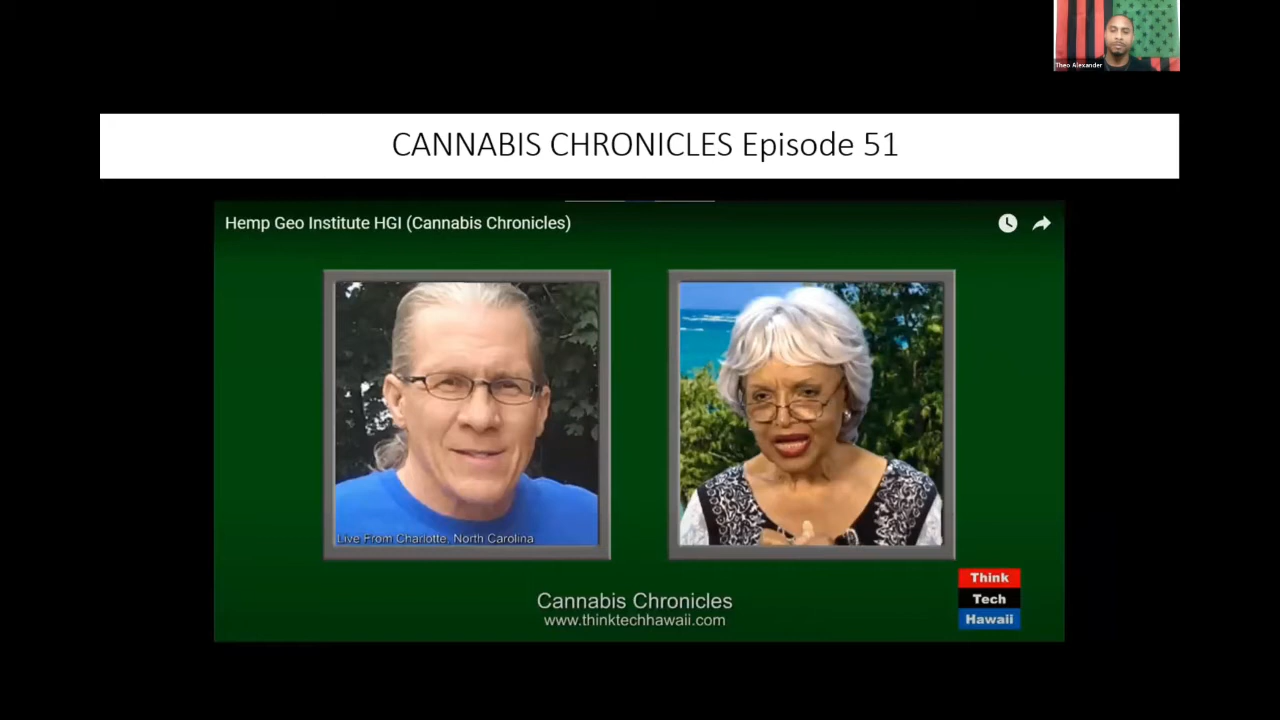 Theo Alexander
CANNABIS CHRONICLES Episode 51
Hemp Geo Institute HGI (Cannabis Chronicles)
Live From Charlotte, North Carolina
Cannabis Chronicles
www.thinktechhawaii.com
Think
Tech
Hawaii